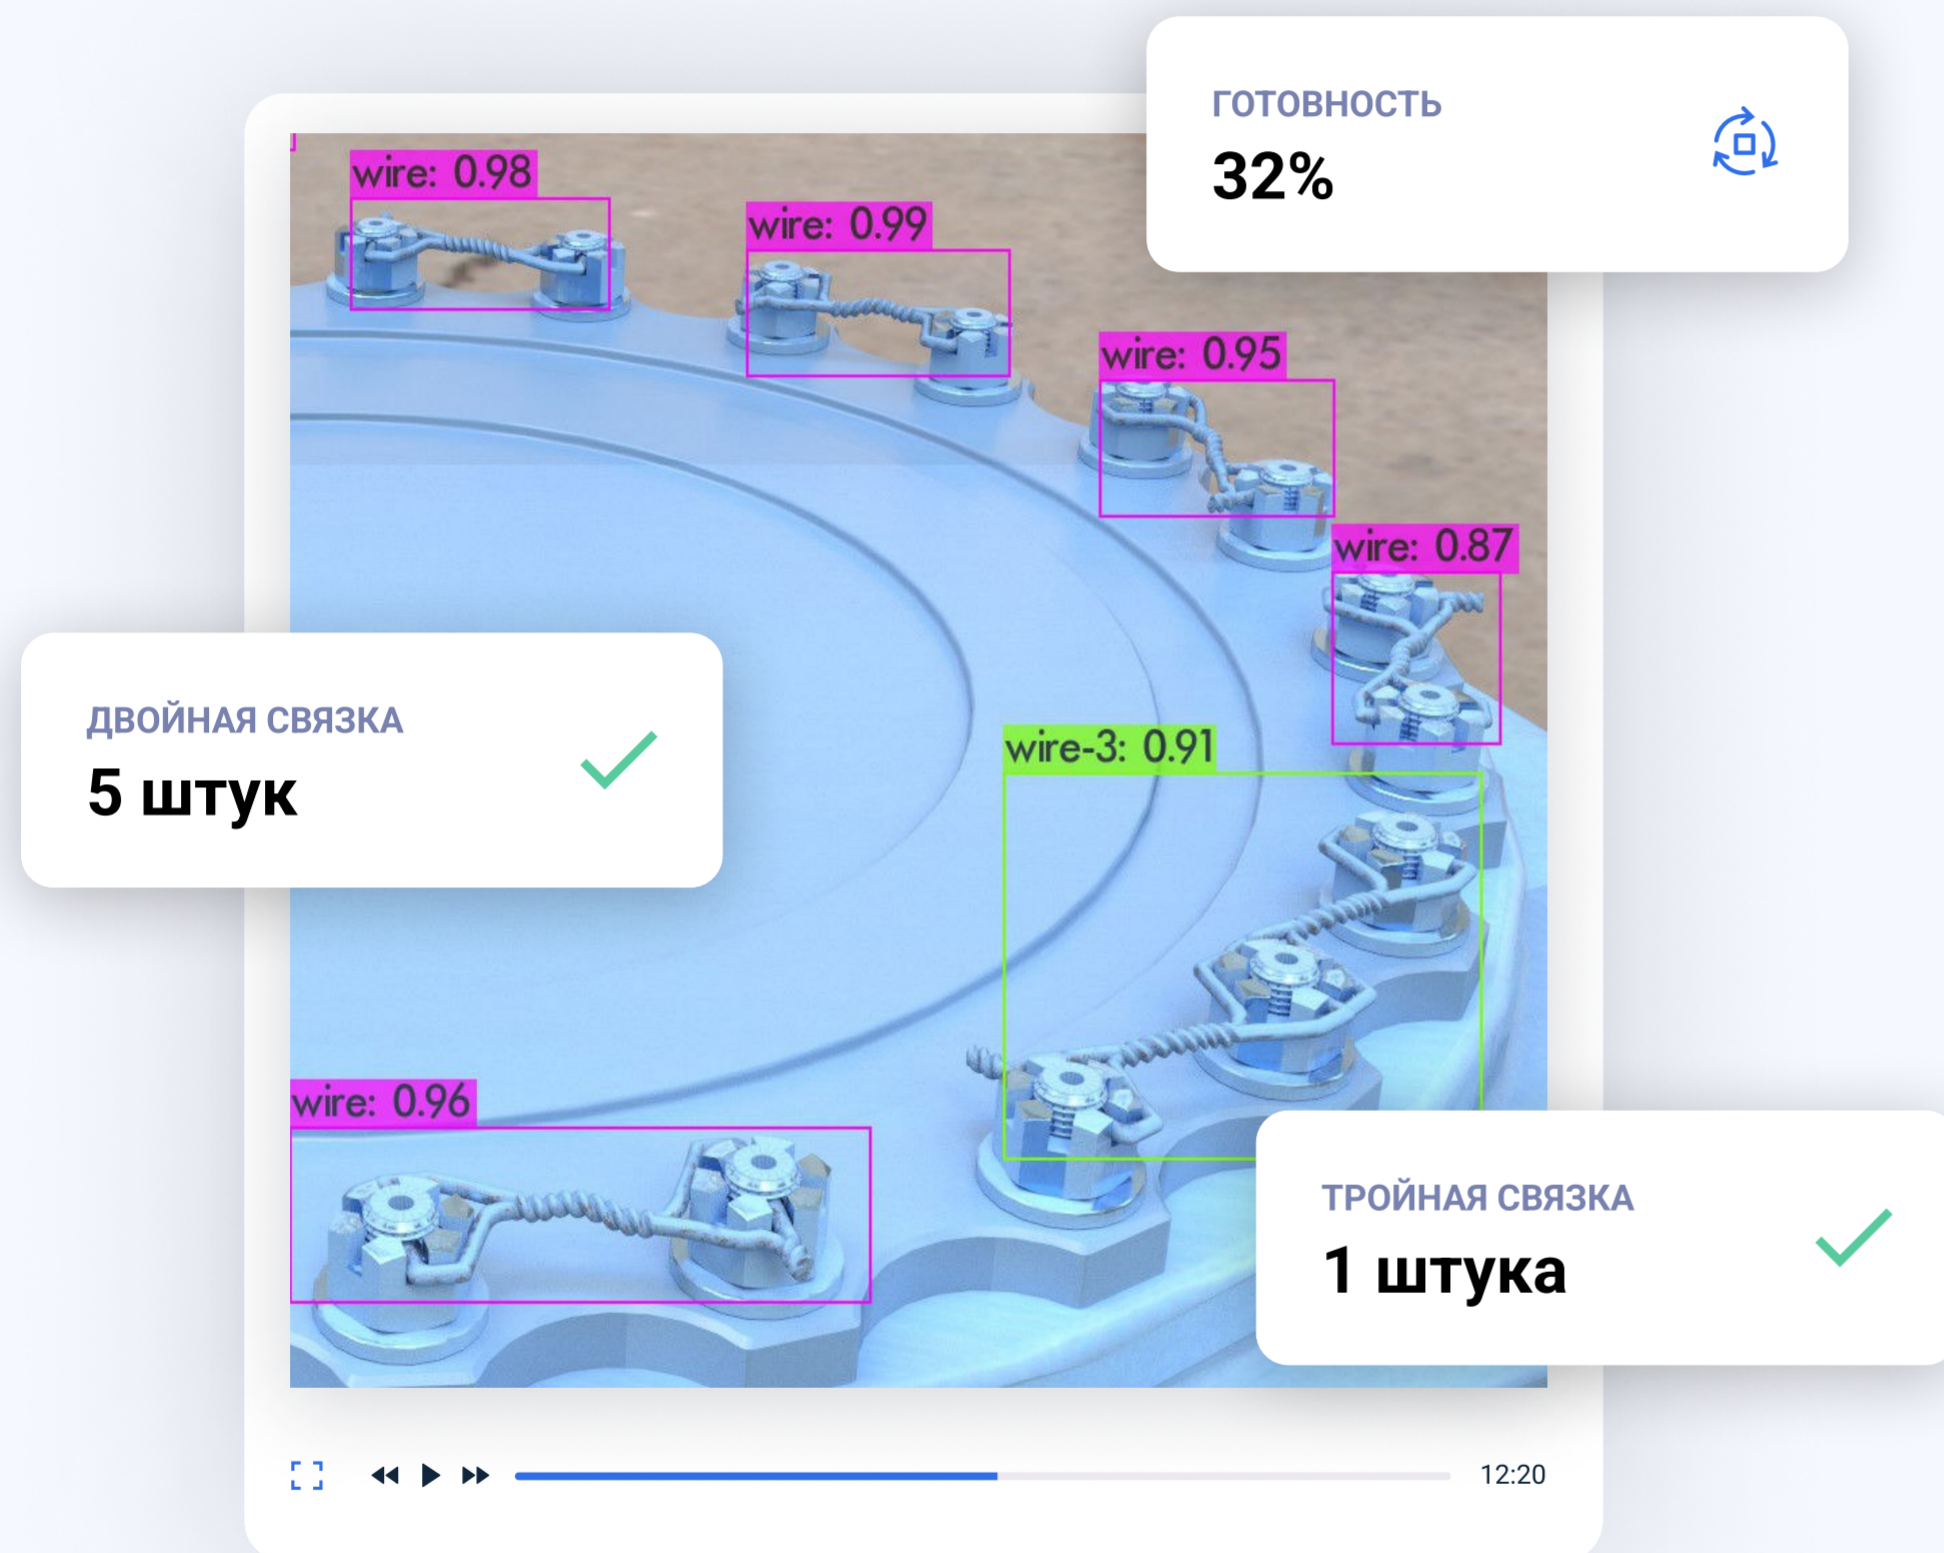 ГОТОВНОСТЬ
32%
wire: 0.98
wire: 0.99
wire: 0.95
wire: 0.87
ДВОЙНАЯ СВЯЗКА
5 штук
wire-3: 0.91
wire: 0.96
ТРОЙНАЯ СВЯЗКА
1 штука
12:20